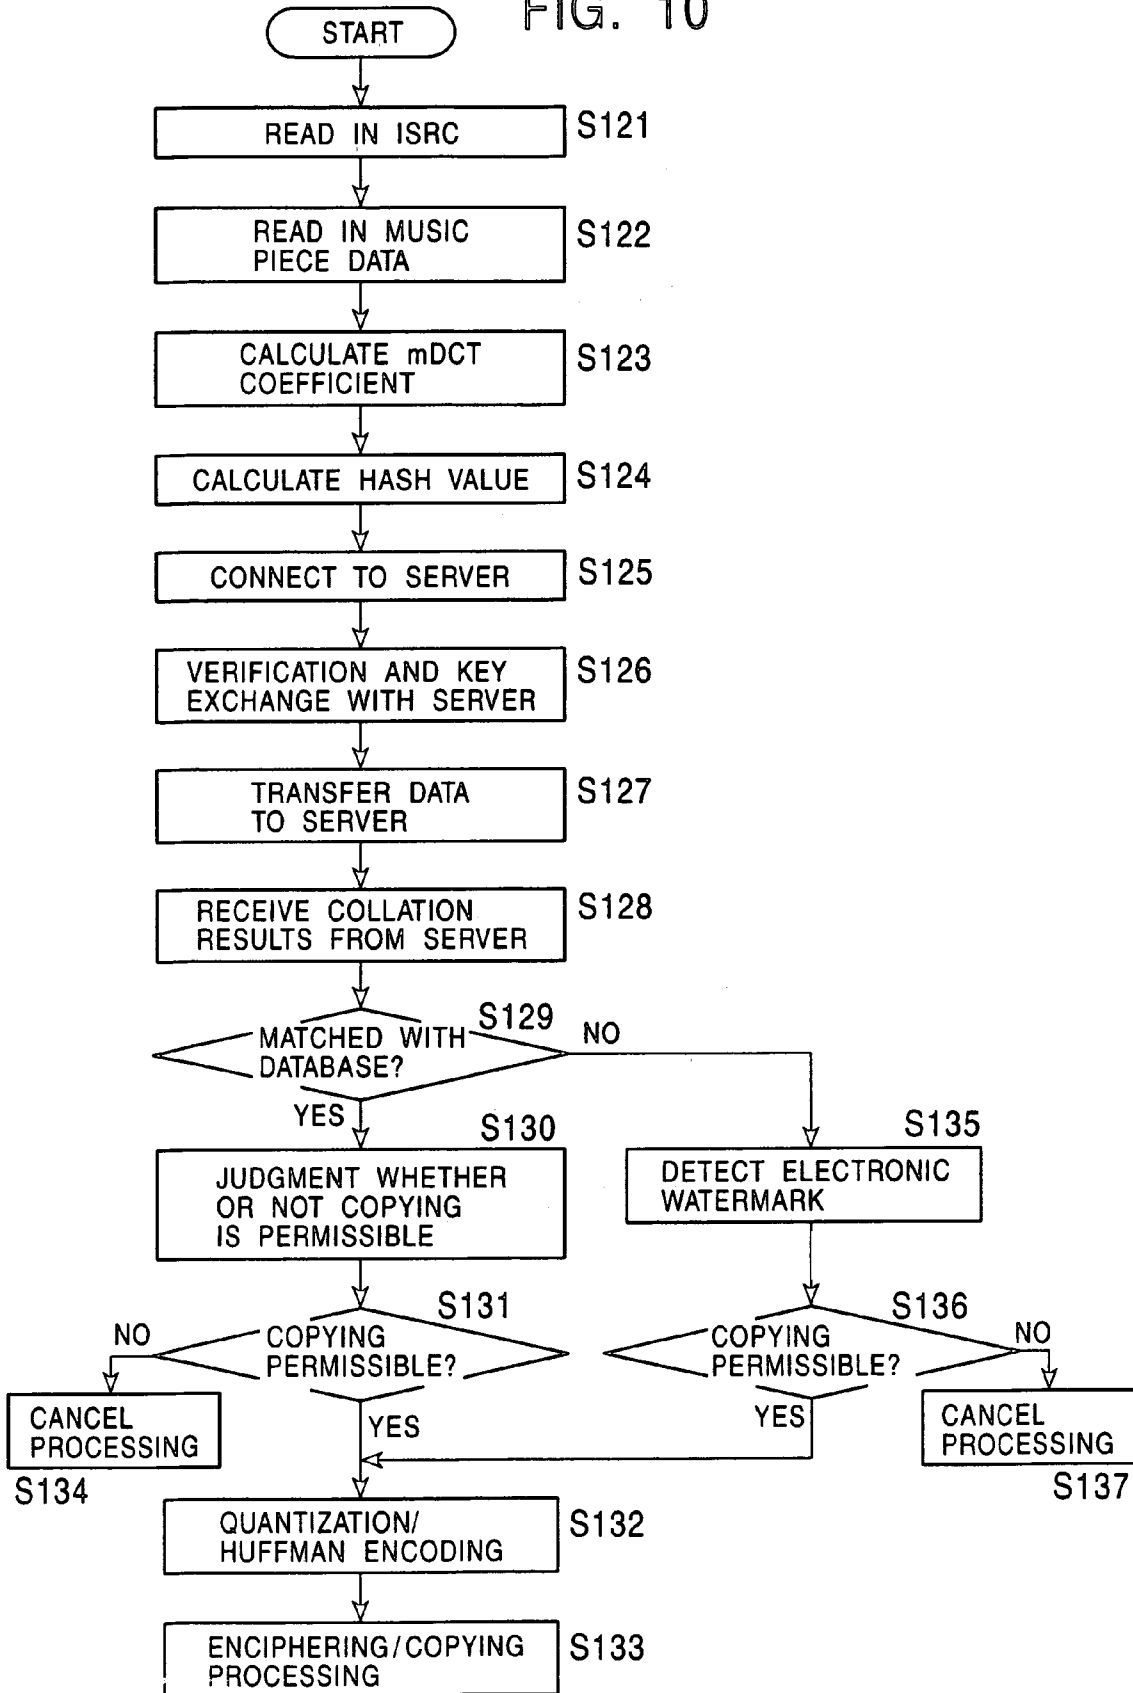 FIG. 10
START
READ IN ISRC
S121
READ IN MUSIC
PIECE DATA
S122
CALCULATE mDCT
COEFFICIENT
S123
CALCULATE HASH VALUE
S124
CONNECT TO SERVER
S125
VERIFICATION AND KEY
EXCHANGE WITH SERVER
S126
TRANSFER DATA
TO SERVER
S127
RECEIVE COLLATION
RESULTS FROM SERVER
S128
S129
MATCHED WITH
DATABASE?
NO
YES
S130
JUDGMENT WHETHER
OR NOT COPYING
IS PERMISSIBLE
S135
DETECT ELECTRONIC
WATERMARK
S131
COPYING
PERMISSIBLE?
NO
YES
CANCEL
PROCESSING
S134
S136
COPYING
PERMISSIBLE?
NO
YES
CANCEL
PROCESSING
S137
QUANTIZATION/
HUFFMAN ENCODING
S132
ENCIPHERING/COPYING
PROCESSING
S133